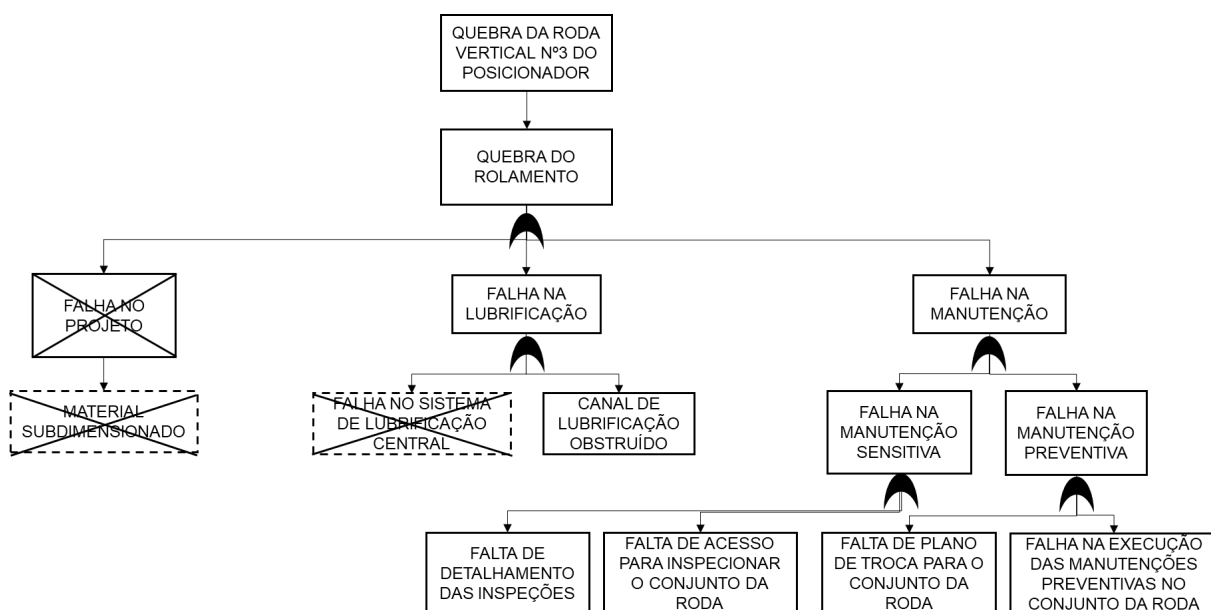 QUEBRA DA RODA
VERTICAL Nº3 DO
POSICIONADOR
QUEBRA DO
ROLAMENTO
FALHA NO
PROJETO
FALHA NA
LUBRIFICAÇÃO
FALHA NA
MANUTENÇÃO
MATERIAL
SUBDIMENSIONADO
FALHA NO SISTEMA
DE LUBRIFICAÇÃO
CENTRAL
CANAL DE
LUBRIFICAÇÃO
OBSTRUÍDO
FALHA NA
MANUTENÇÃO
SENSITIVA
FALHA NA
MANUTENÇÃO
PREVENTIVA
FALTA DE
DETALHAMENTO
DAS INSPEÇÕES
FALTA DE ACESSO
PARA INSPECIONAR
O CONJUNTO DA
RODA
FALTA DE PLANO
DE TROCA PARA O
CONJUNTO DA
RODA
FALHA NA EXECUÇÃO
DAS MANUTENÇÕES
PREVENTIVAS NO
CONJUNTO DA RODA